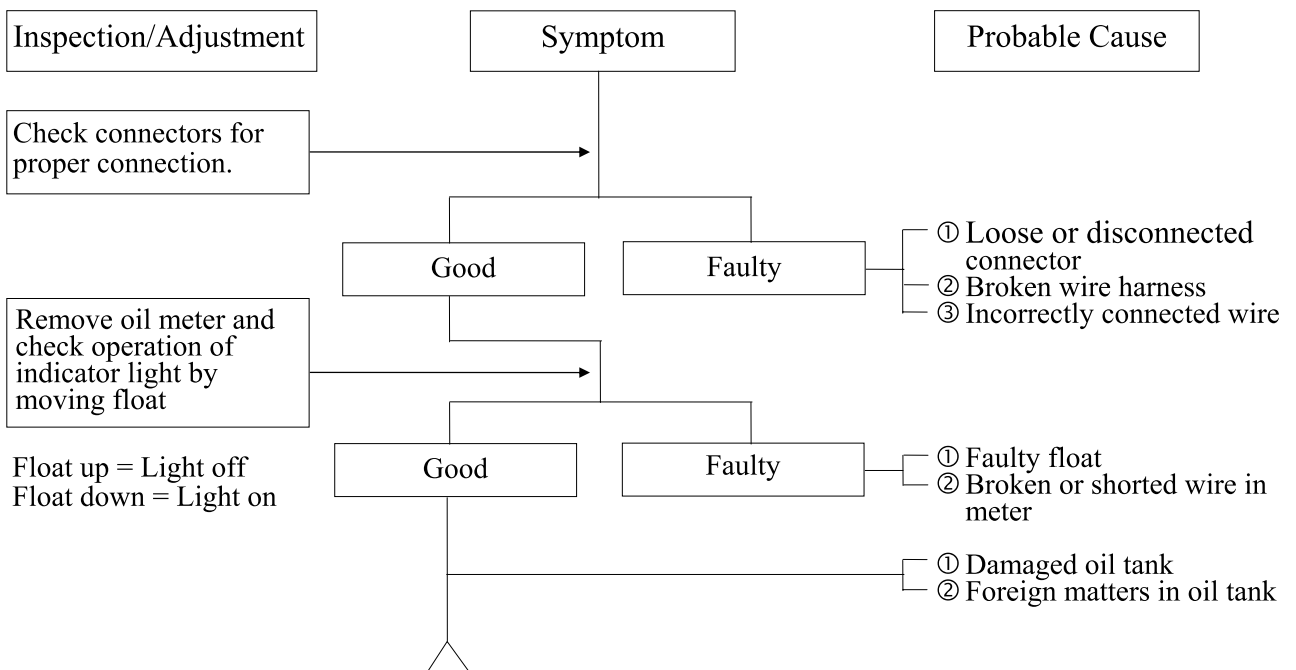 Inspection/Adjustment
Symptom
Probable Cause
Check connectors for
proper connection.
Good
Faulty
① Loose or disconnected
connector
② Broken wire harness
③ Incorrectly connected wire
Remove oil meter and
check operation of
indicator light by
moving float
Float up = Light off
Float down = Light on
Good
Faulty
① Faulty float
② Broken or shorted wire in
meter
① Damaged oil tank
② Foreign matters in oil tank